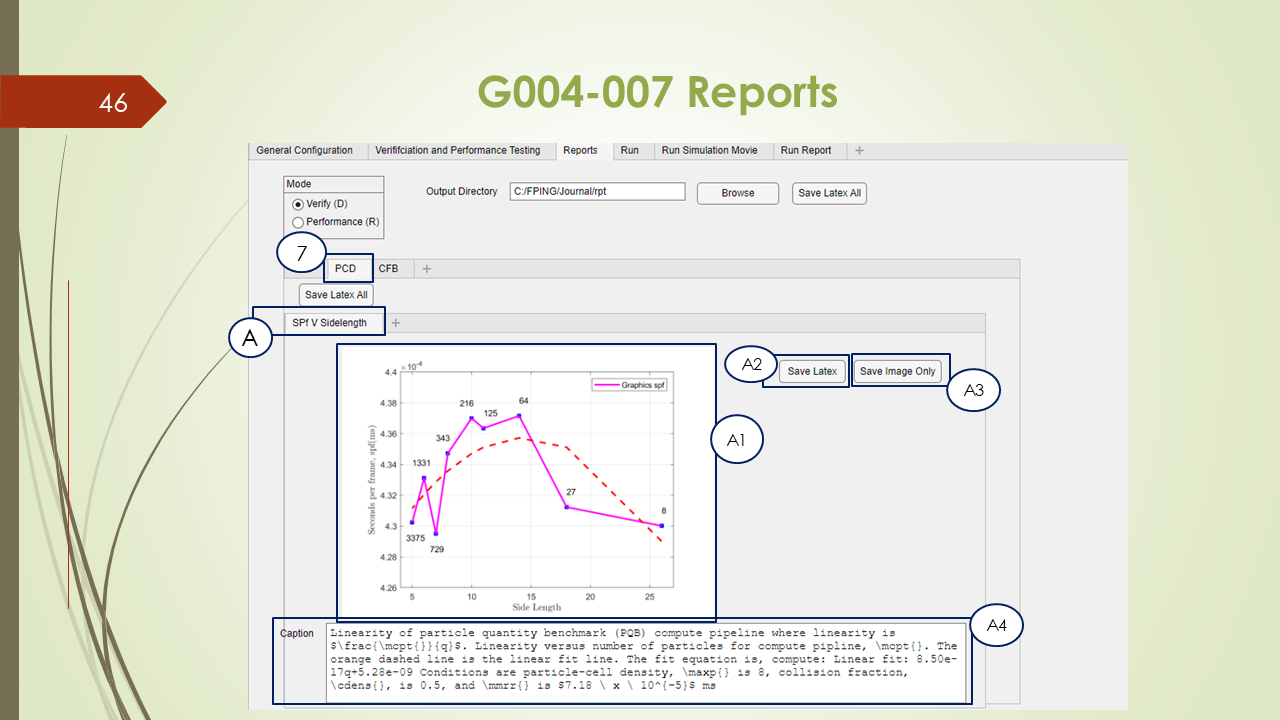 46
G004-007 Reports
General Configuration Verififciation and Performance Testing Reports Run Run Simulation Movie Run Report +
Mode
Verify (D)
Performance (R)
Output Directory C:/FPING/Journal/rpt Browse Save Latex All
7
PCD CFB +
Save Latex All
A
SPf V Sidelength +
A2
Save Latex Save Image Only
A3
A1
×10^-4
4.4
4.38
4.36
4.34
4.32
4.3
4.28
4.26
Seconds per frame, spf(ms)
Graphics spf
3375
1331
729
343
216
125
64
27
8
5 10 15 20 25
Side Length
A4
Caption
Linearity of particle quantity benchmark (PQB) compute pipeline where linearity is
$\frac{\mcpt{}}{q}$. Linearity versus number of particles for compute pipline, \mcpt{}. The
orange dashed line is the linear fit line. The fit equation is, compute: Linear fit: 8.50e-
17q+5.28e-09 Conditions are particle-cell density, \maxp{} is 8, collision fraction,
\cdens{}, is 0.5, and \mmrr{} is $7.18 \ x \ 10^{-5}$ ms